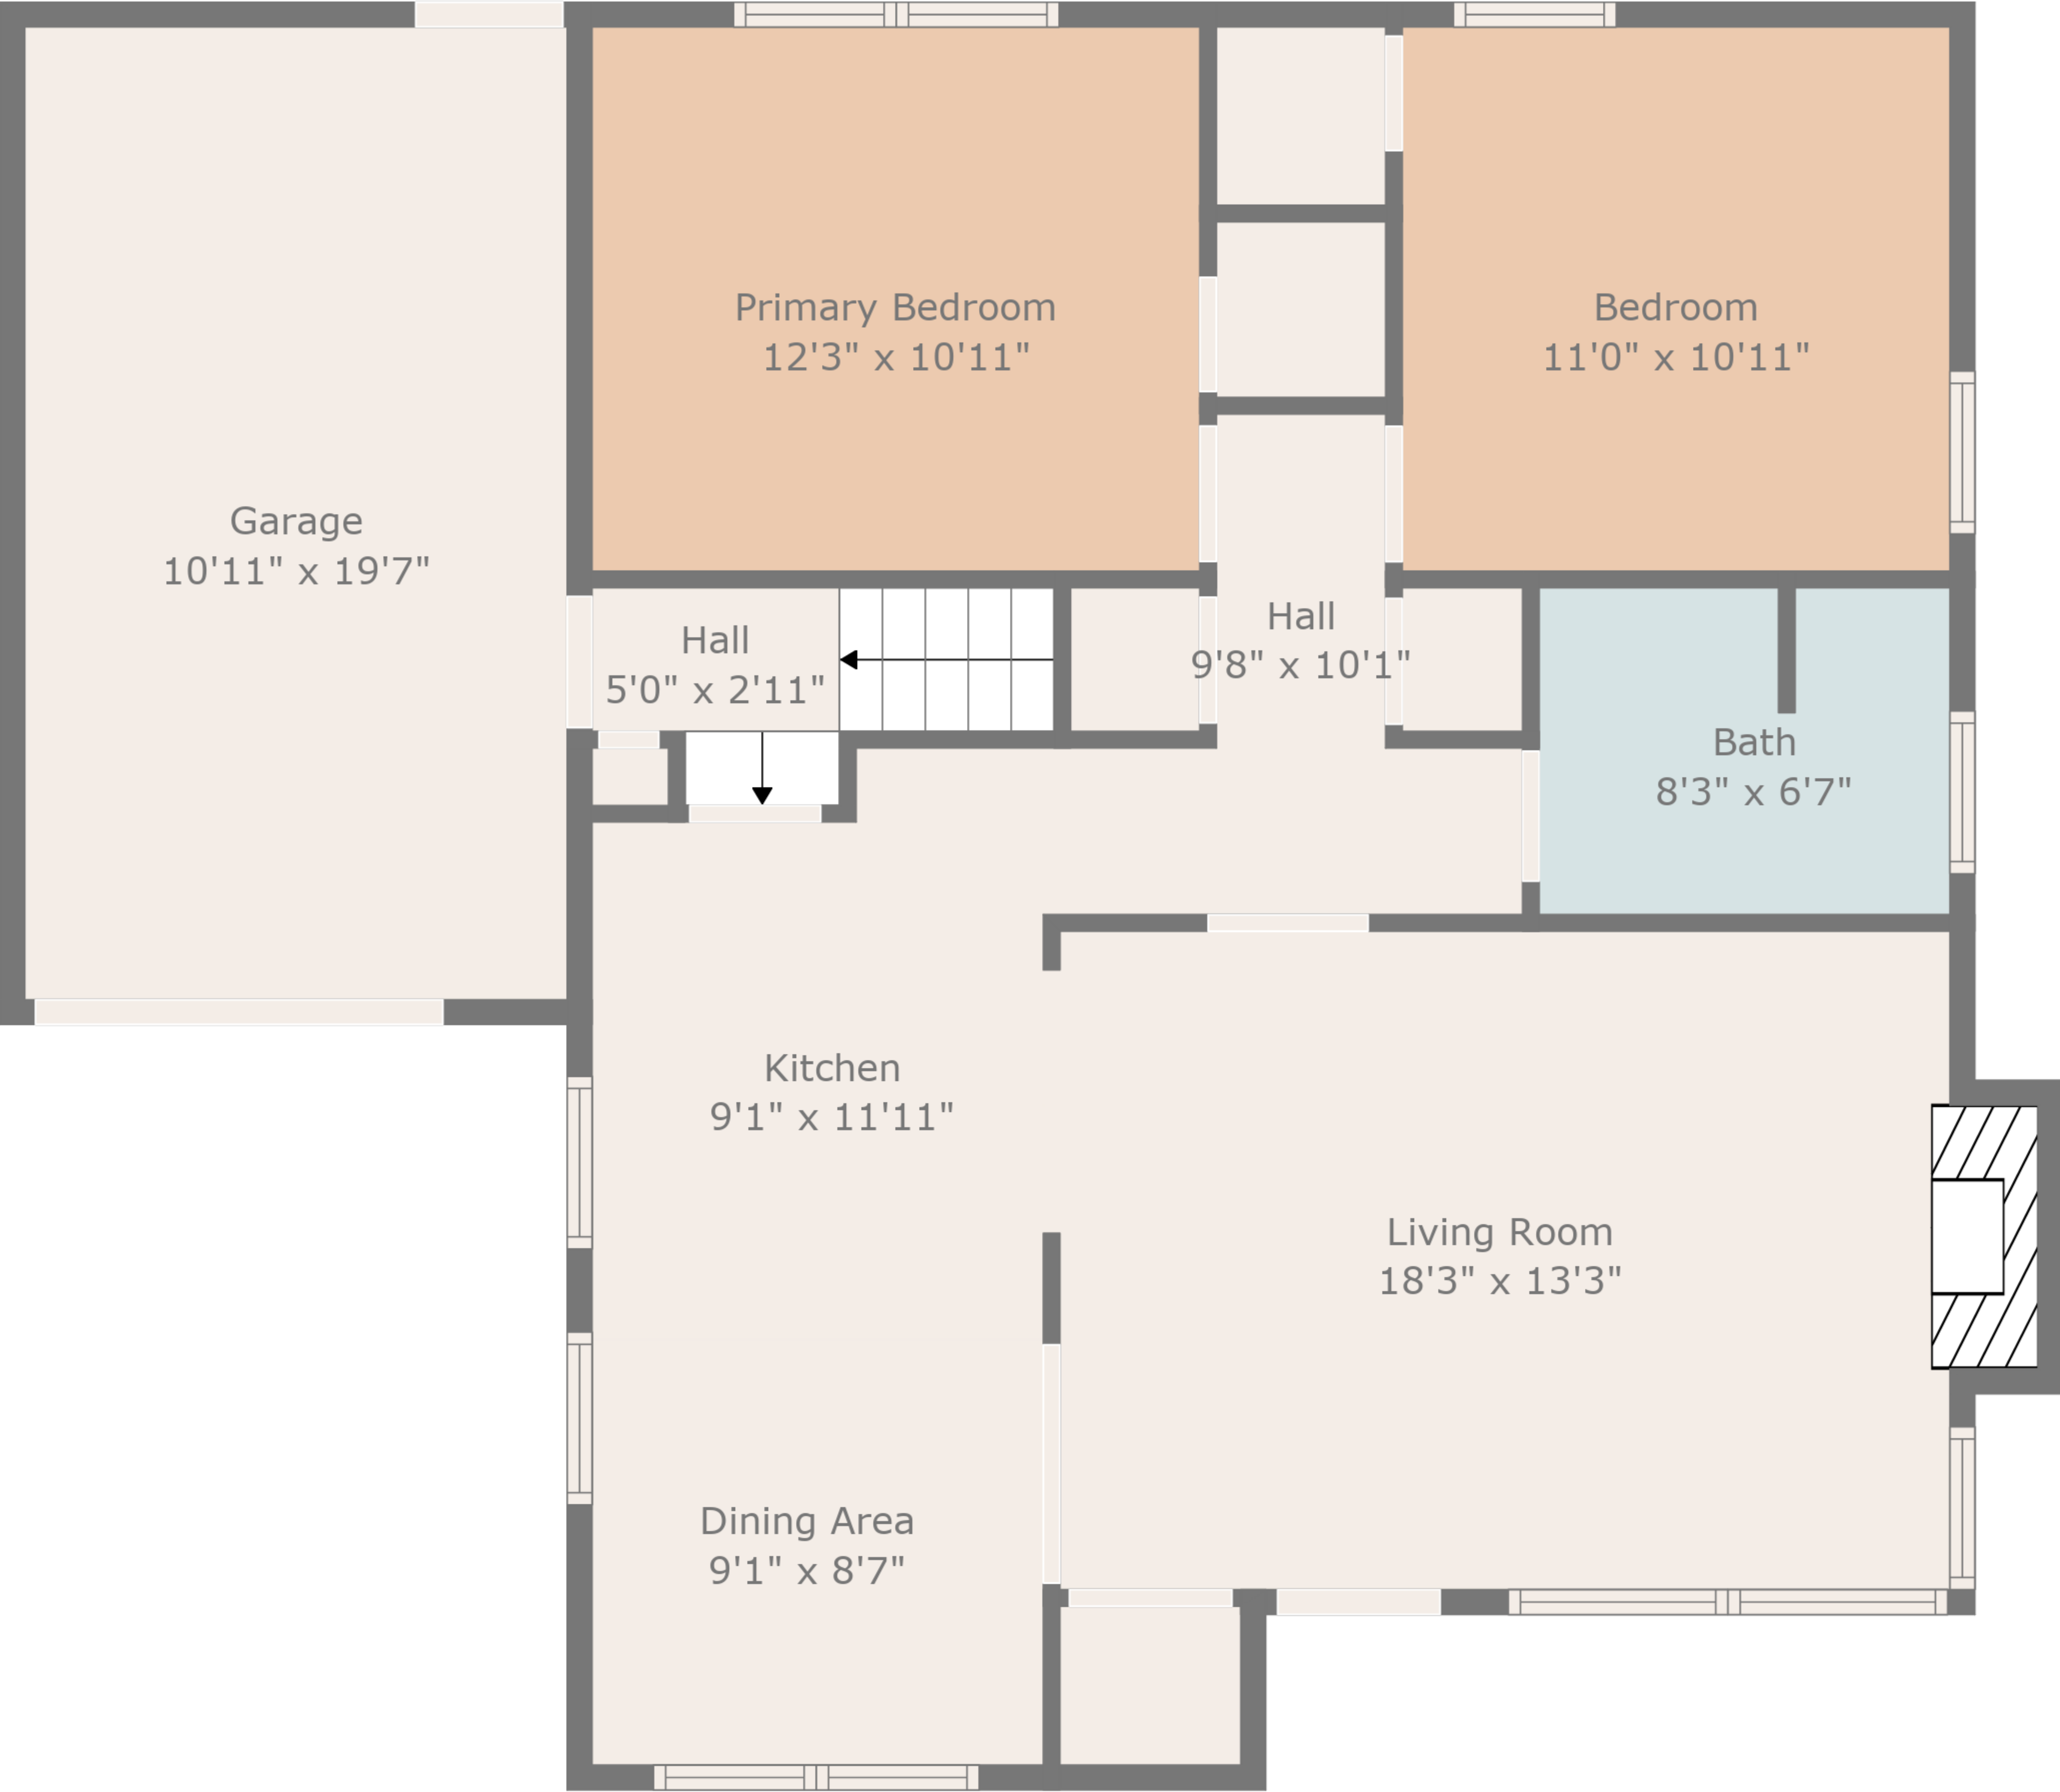 Primary Bedroom
12'3" x 10'11"
Bedroom
11'0" x 10'11"
Garage
10'11" x 19'7"
Hall
5'0" x 2'11"
Hall
9'8" x 10'1"
Bath
8'3" x 6'7"
Kitchen
9'1" x 11'11"
Living Room
18'3" x 13'3"
Dining Area
9'1" x 8'7"